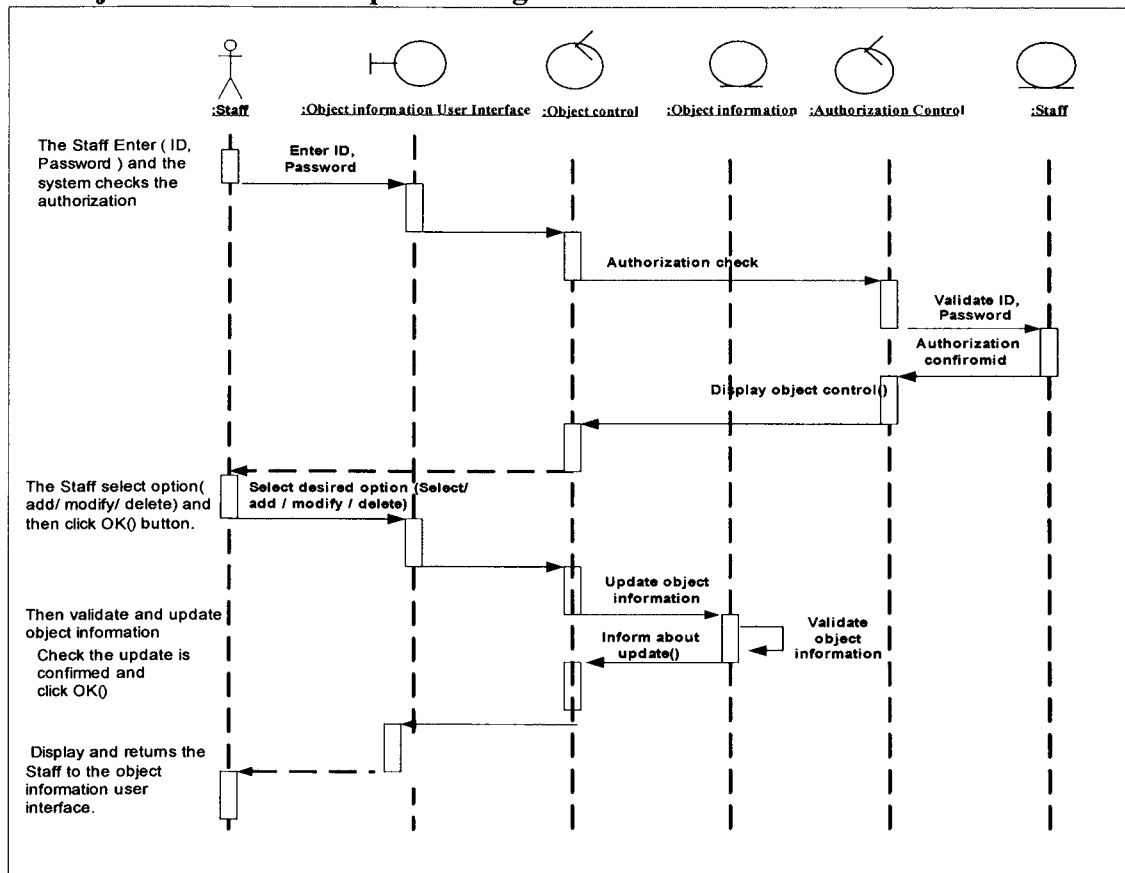 :Staff
:Object information User Interface
:Object control
:Object information
:Authorization Control
:Staff
The Staff Enter ( ID,
Password ) and the
system checks the
authorization
Enter ID,
Password
Authorization check
Validate ID,
Password
Authorization
confiromid
Display object control()
The Staff select option(
add/ modify/ delete) and
then click OK() button.
Select desired option (Select/
add / modify / delete)
Update object
information
Then validate and update
object information
Check the update is
confirmed and
click OK()
Inform about
update()
Validate
object
information
Display and returns the
Staff to the object
information user
interface.